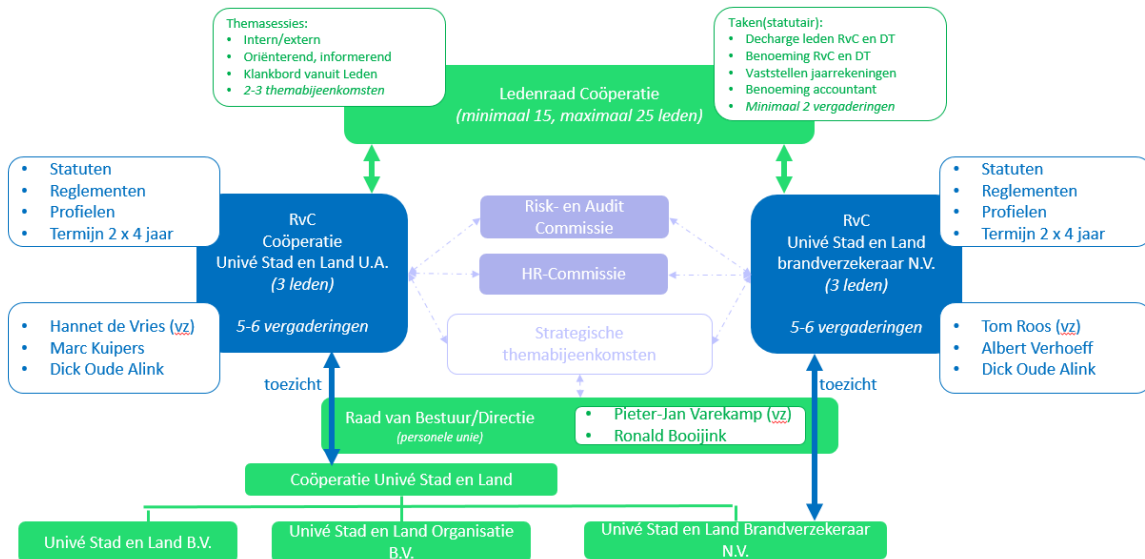 Themasessies:
• Intern/extern
• Oriënterend, informerend
• Klankbord vanuit Leden
• 2-3 themabijeenkomsten
Taken(statutair):
• Decharge leden RvC en DT
• Benoeming RvC en DT
• Vaststellen jaarrekeningen
• Benoeming accountant
• Minimaal 2 vergaderingen
Ledenraad Coöperatie
(minimaal 15, maximaal 25 leden)
• Statuten
• Reglementen
• Profielen
• Termijn 2 x 4 jaar
RvC
Coöperatie
Univé Stad en Land U.A.
(3 leden)
5-6 vergaderingen
• Hannet de Vries (vz)
• Marc Kuipers
• Dick Oude Alink
Risk- en Audit
Commissie
HR-Commissie
Strategische
themabijeenkomsten
RvC
Univé Stad en Land
brandverzekeraar N.V.
(3 leden)
5-6 vergaderingen
• Statuten
• Reglementen
• Profielen
• Termijn 2 x 4 jaar
• Tom Roos (vz)
• Albert Verhoeff
• Dick Oude Alink
toezicht
toezicht
Raad van Bestuur/Directie
(personele unie)
• Pieter-Jan Varekamp (vz)
• Ronald Booijink
Coöperatie Univé Stad en Land
Univé Stad en Land B.V.
Univé Stad en Land Organisatie
B.V.
Univé Stad en Land Brandverzekeraar
N.V.